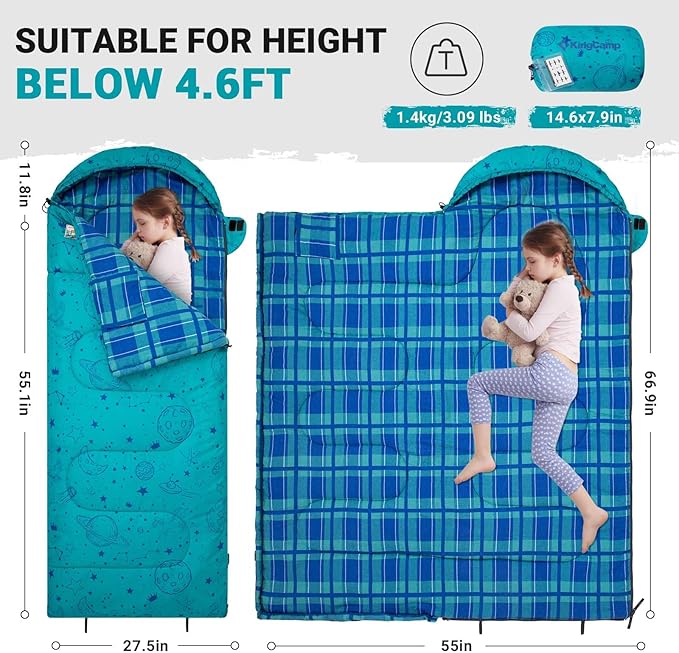 SUITABLE FOR HEIGHT
BELOW 4.6FT
T
KingCamp
1.4kg/3.09 lbs
14.6x7.9in
11.8in
55.1in
66.9in
27.5in
55in